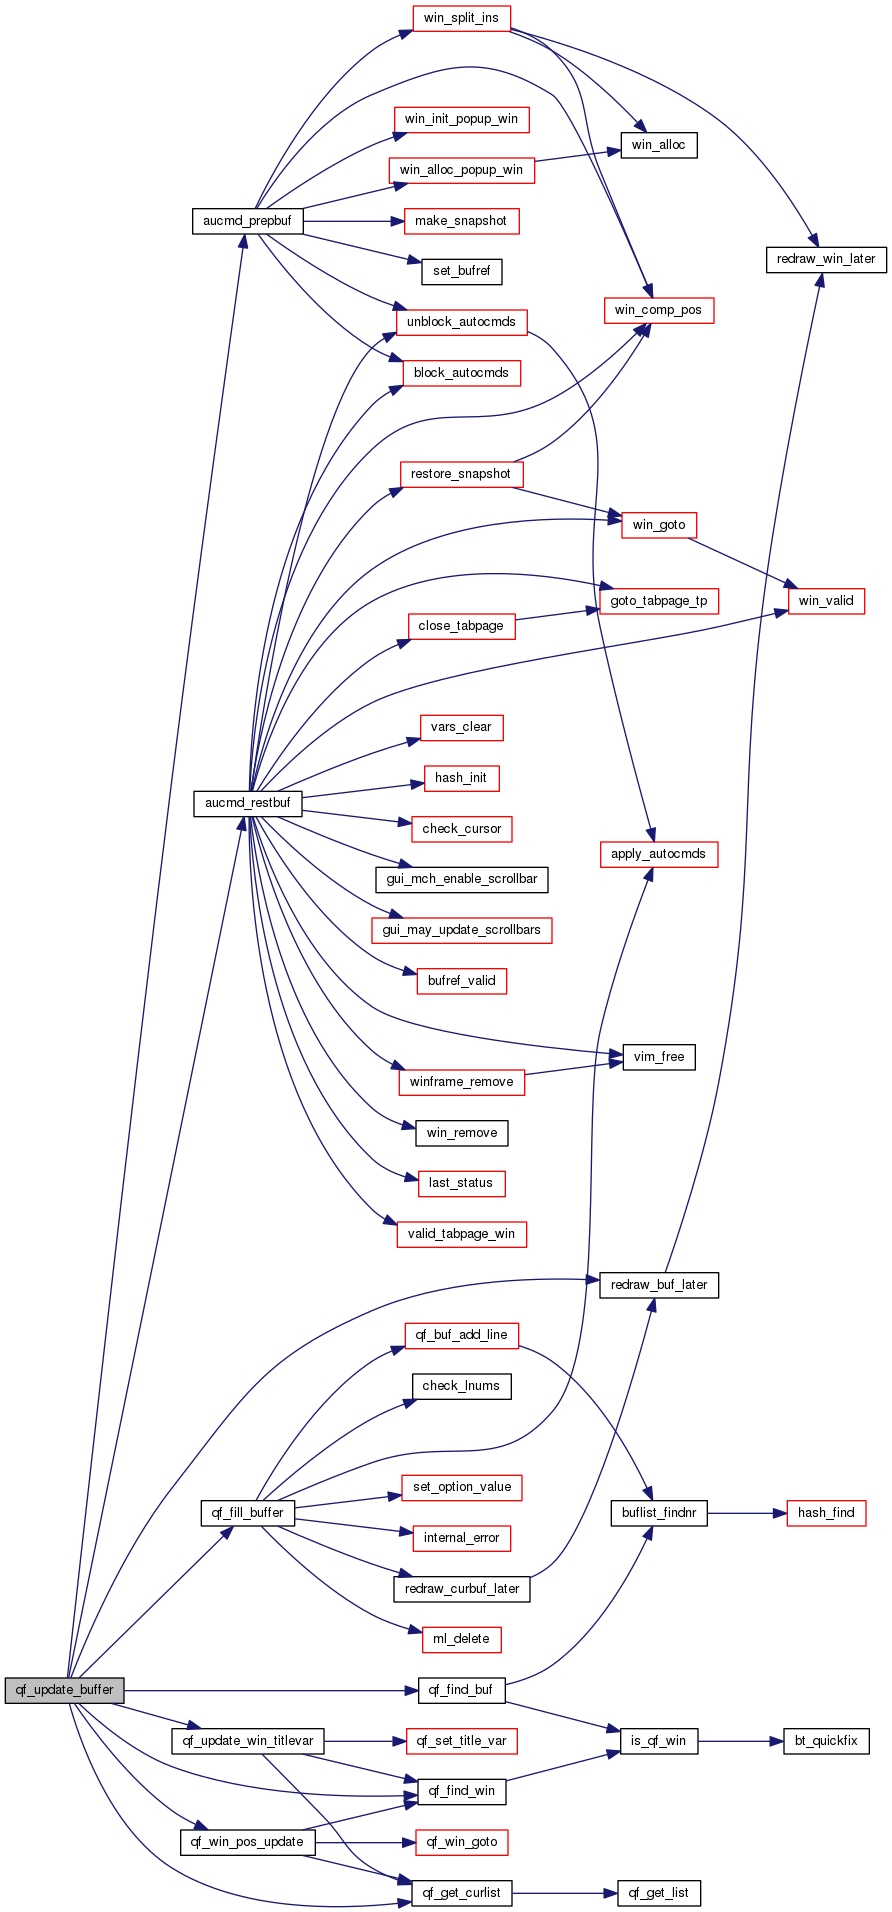 win_split_ins
win_init_popup_win
win_alloc
win_alloc_popup_win
aucmd_prepbuf
make_snapshot
redraw_win_later
set_bufref
win_comp_pos
unblock_autocmds
block_autocmds
restore_snapshot
win_goto
goto_tabpage_tp
win_valid
close_tabpage
vars_clear
hash_init
aucmd_restbuf
check_cursor
apply_autocmds
gui_mch_enable_scrollbar
gui_may_update_scrollbars
bufref_valid
vim_free
winframe_remove
win_remove
last_status
valid_tabpage_win
redraw_buf_later
qf_buf_add_line
check_lnums
set_option_value
qf_fill_buffer
buflist_findnr
hash_find
internal_error
redraw_curbuf_later
ml_delete
qf_update_buffer
qf_find_buf
qf_update_win_titlevar
qf_set_title_var
is_qf_win
bt_quickfix
qf_find_win
qf_win_pos_update
qf_win_goto
qf_get_curlist
qf_get_list